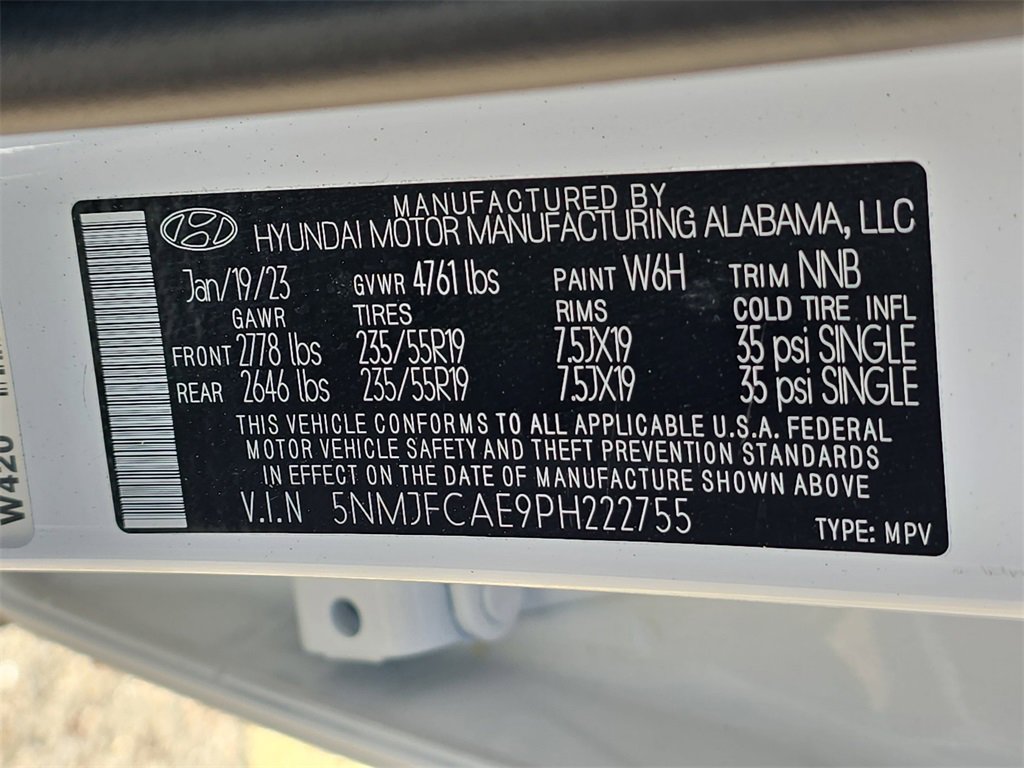 MANUFACTURED BY
HYUNDAI MOTOR MANUFACTURING ALABAMA, LLC
Jan/19/23 GVWR 4761 lbs PAINT W6H TRIM NNB
GAWR TIRES RIMS COLD TIRE INFL
FRONT 2778 lbs 235/55R19 7.5JX19 35 psi SINGLE
REAR 2646 lbs 235/55R19 7.5JX19 35 psi SINGLE
THIS VEHICLE CONFORMS TO ALL APPLICABLE U.S.A. FEDERAL
MOTOR VEHICLE SAFETY AND THEFT PREVENTION STANDARDS
IN EFFECT ON THE DATE OF MANUFACTURE SHOWN ABOVE
V.I.N 5NMJFCAE9PH222755
TYPE: MPV
W420